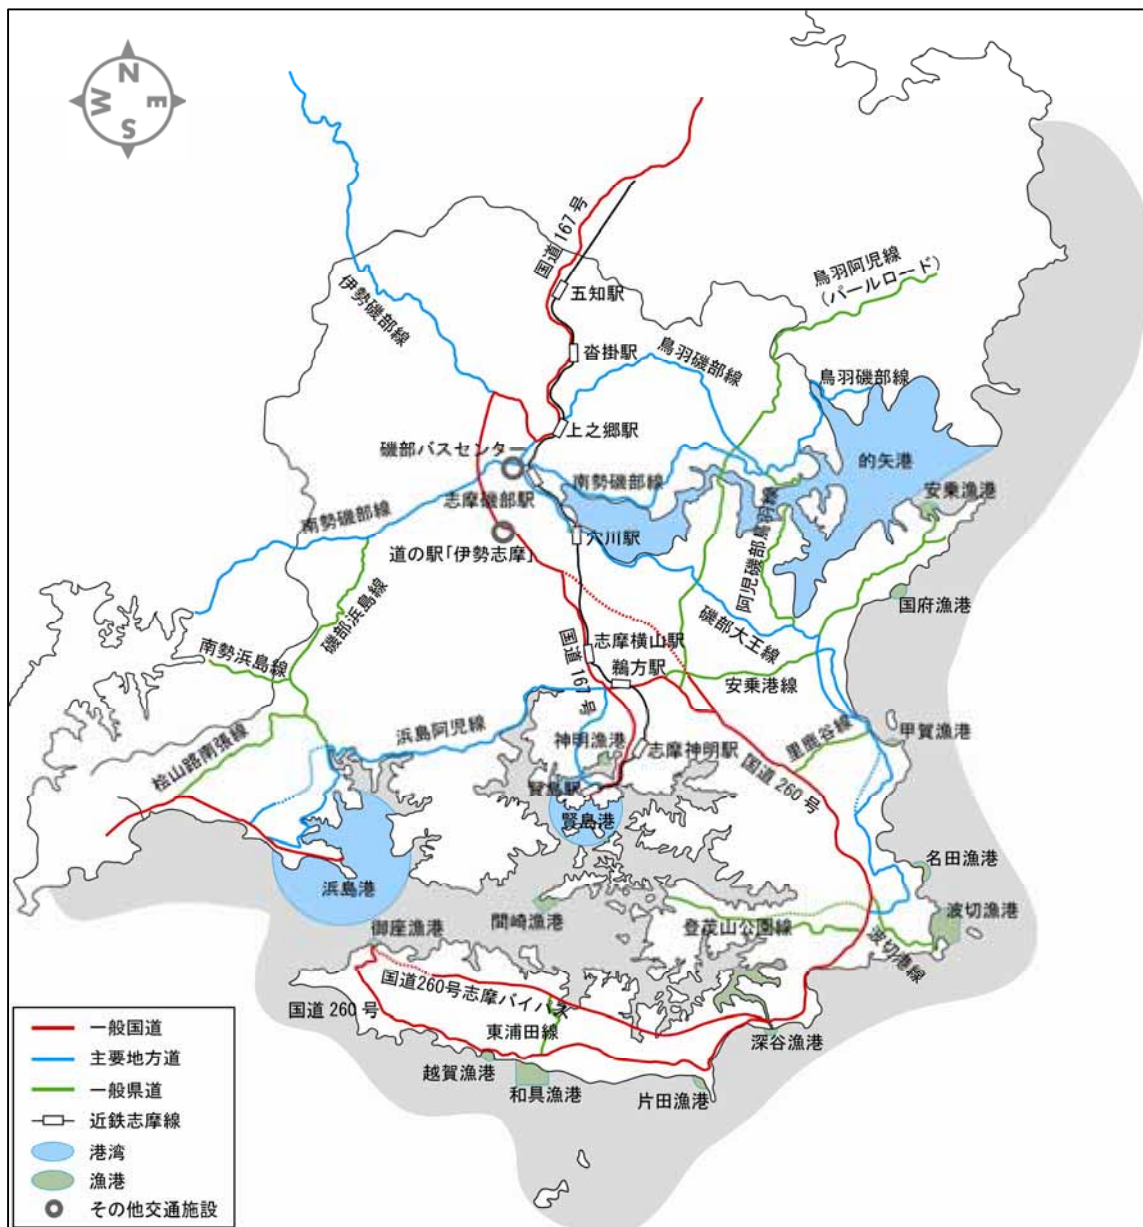 N
W
E
S
国道167号
五知駅
伊勢磯部線
鳥羽阿児線
(パールロード)
沓掛駅
鳥羽磯部線
鳥羽磯部線
上之郷駅
磯部バスセンター
的矢港
南勢磯部線
安乗漁港
志摩磯部駅
南勢磯部線
穴川駅
道の駅「伊勢志摩」
阿児磯部鳥羽線
国府漁港
磯部浜島線
磯部大王線
南勢浜島線
国道167号
志摩横山駅
鵜方駅
安乗港線
浜島阿児線
神明漁港
志摩神明駅
里鹿谷線
甲賀漁港
桧山路南張線
国道260号
賢島駅
賢島港
名田漁港
浜島港
間崎漁港
登茂山公園線
波切漁港
御座漁港
波切港線
国道260号志摩バイパス
国道260号
東浦田線
深谷漁港
越賀漁港
和具漁港
片田漁港
一般国道
主要地方道
一般県道
近鉄志摩線
港湾
漁港
その他交通施設